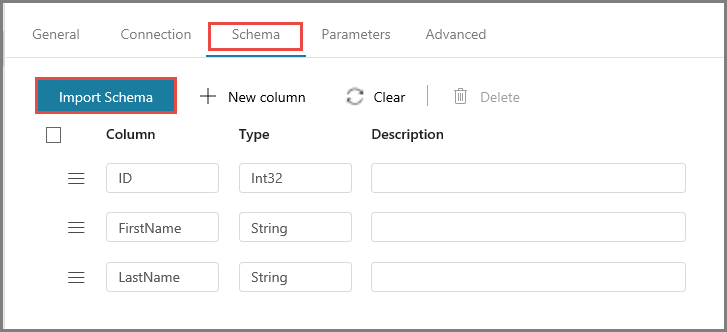 General Connection Schema Parameters Advanced
Import Schema New column Clear Delete
Column Type Description
ID Int32
FirstName String
LastName String